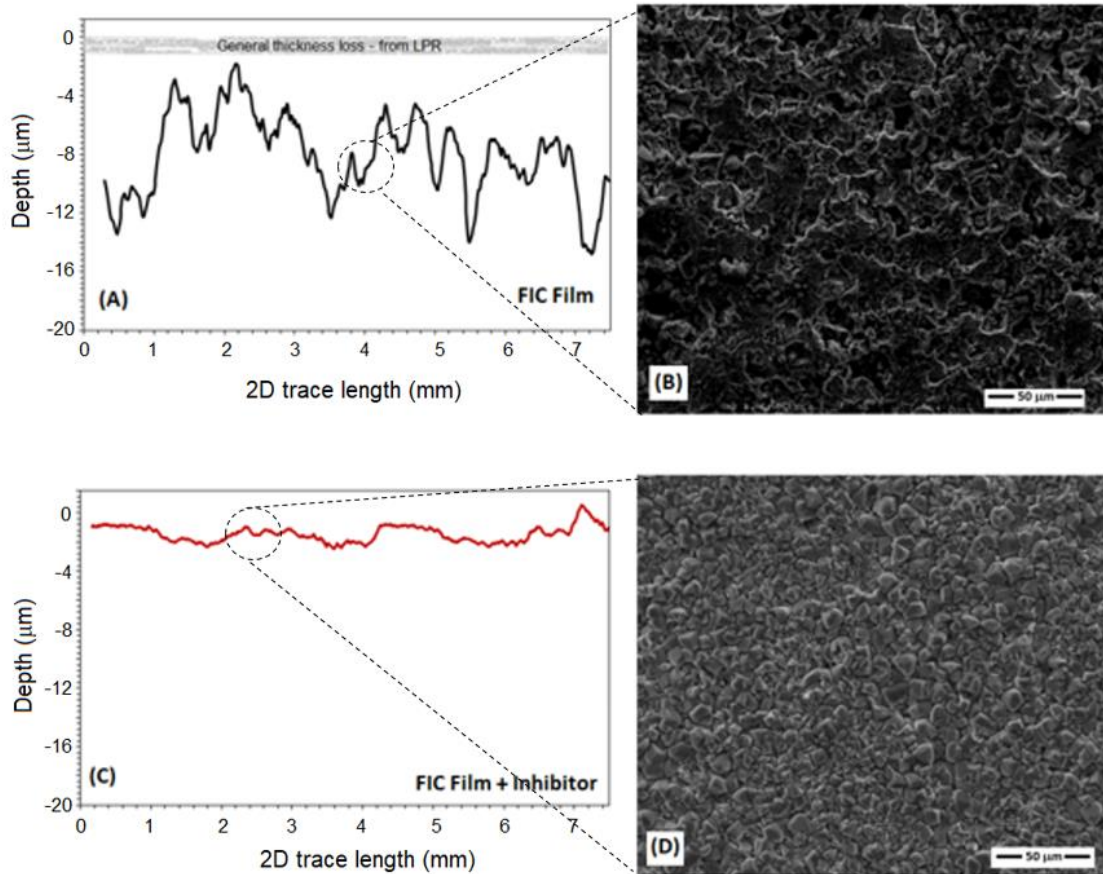 0
General thickness loss - from LPR
-4
-8
-12
-16
-20
Depth (µm)
(A)
FIC Film
0 1 2 3 4 5 6 7
2D trace length (mm)
(B)
50 µm
0
-4
-8
-12
-16
-20
Depth (µm)
(C)
FIC Film + Inhibitor
0 1 2 3 4 5 6 7
2D trace length (mm)
(D)
50 µm